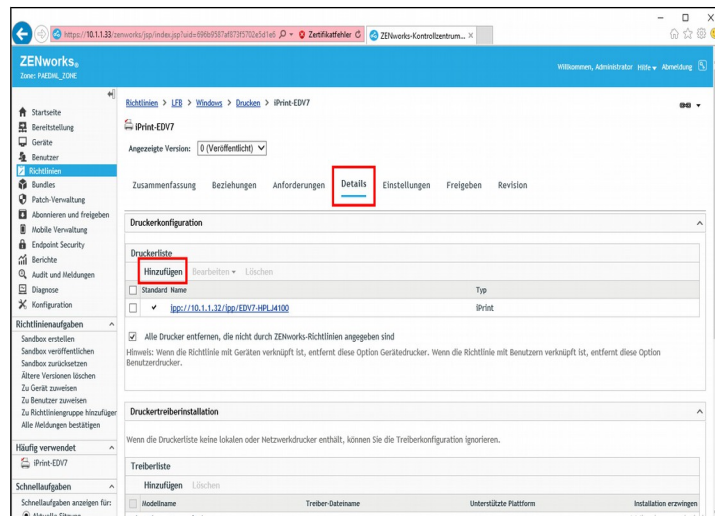 https://10.1.1.33/zenworks/jsp/index.jsp?uid=696b9587af873f5702e5d1e6
Zertifikatfehler
ZENworks-Kontrollzentrum...
ZENworks®
Zone: PAEDML_ZONE
Willkommen, Administrator Hilfe Abmeldung
Startseite
Bereitstellung
Geräte
Benutzer
Richtlinien
Bundles
Patch-Verwaltung
Abonnieren und freigeben
Mobile Verwaltung
Endpoint Security
Berichte
Audit und Meldungen
Diagnose
Konfiguration
Richtlinienaufgaben
Sandbox erstellen
Sandbox veröffentlichen
Sandbox zurücksetzen
Ältere Versionen löschen
Zu Gerät zuweisen
Zu Benutzer zuweisen
Zu Richtliniengruppe hinzufügen
Alle Meldungen bestätigen
Häufig verwendet
iPrint-EDV7
Schnellaufgaben
Schnellaufgaben anzeigen für:
Aktuelle Sitzung
Richtlinien > LFB > Windows > Drucken > iPrint-EDV7
iPrint-EDV7
Angezeigte Version: 0 (Veröffentlicht)
Zusammenfassung Beziehungen Anforderungen Details Einstellungen Freigeben Revision
Druckerkonfiguration
Druckerliste
Hinzufügen Bearbeiten Löschen
Standard Name Typ
ipp://10.1.1.32/ipp/EDV7-HPLJ4100 iPrint
Alle Drucker entfernen, die nicht durch ZENworks-Richtlinien angegeben sind
Hinweis: Wenn die Richtlinie mit Geräten verknüpft ist, entfernt diese Option Gerätedrucker. Wenn die Richtlinie mit Benutzern verknüpft ist, entfernt diese Option
Benutzerdrucker.
Druckertreiberinstallation
Wenn die Druckerliste keine lokalen oder Netzwerkdrucker enthält, können Sie die Treiberkonfiguration ignorieren.
Treiberliste
Hinzufügen Löschen
Modellname Treiber-Dateiname Unterstützte Plattform Installation erzwingen